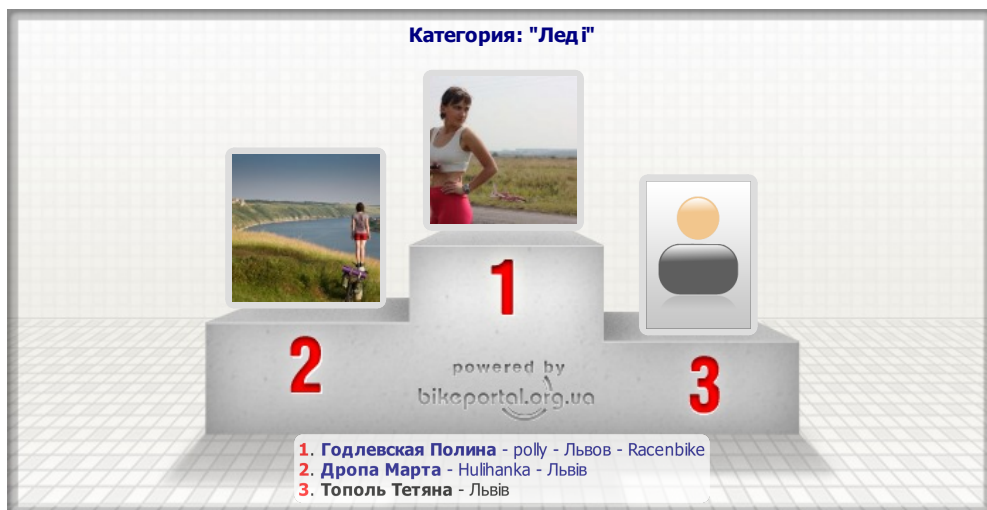 Категория: "Леді"
1
2
3
powered by
bikeportal.org.ua
1. Годлевская Полина - polly - Львов - Racenbike
2. Дропа Марта - Hulihanka - Львів
3. Тополь Тетяна - Львів